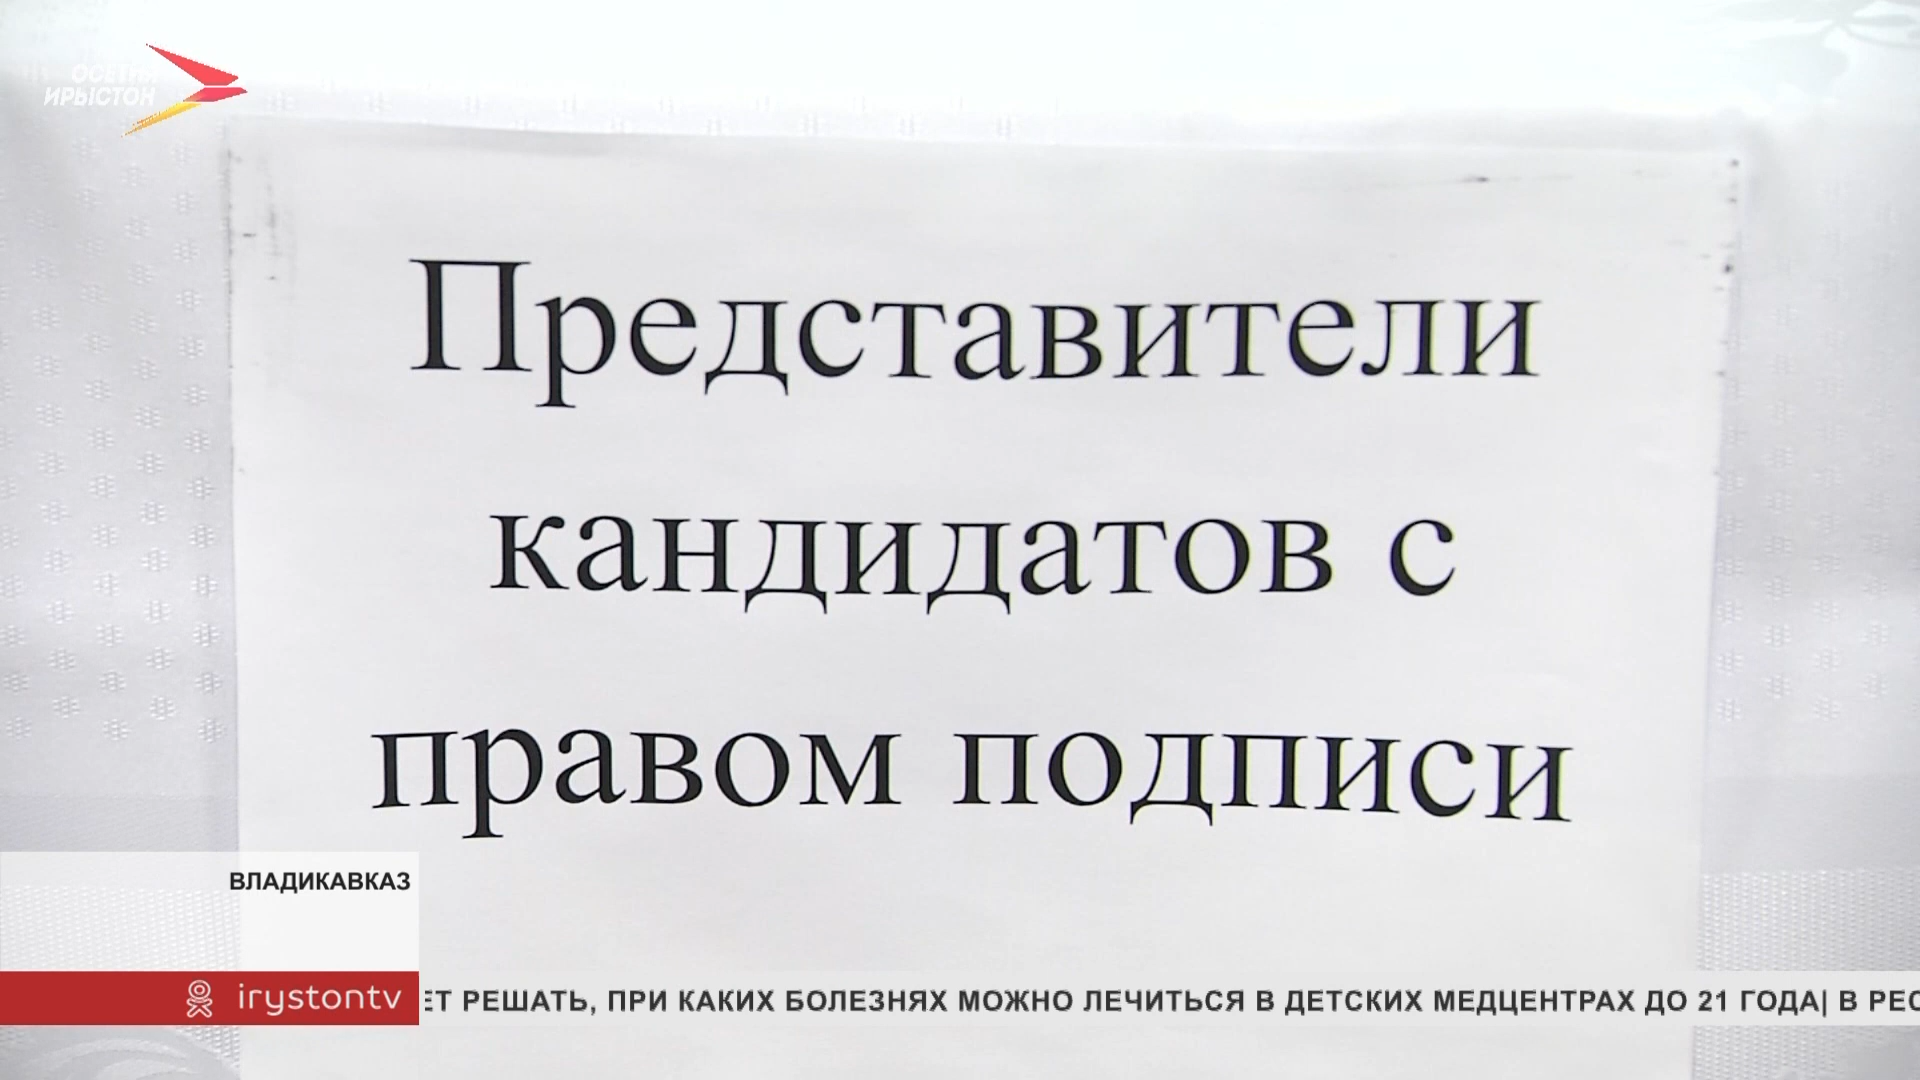 ОСЕТИЯ
ИРЫСТОН
Представители
кандидатов с
правом подписи
ВЛАДИКАВКАЗ
irystontv
ЕТ РЕШАТЬ, ПРИ КАКИХ БОЛЕЗНЯХ МОЖНО ЛЕЧИТЬСЯ В ДЕТСКИХ МЕДЦЕНТРАХ ДО 21 ГОДА| В РЕС